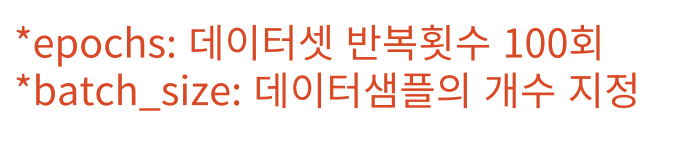 *epochs: 데이터셋 반복횟수 100회
*batch_size: 데이터샘플의 개수 지정